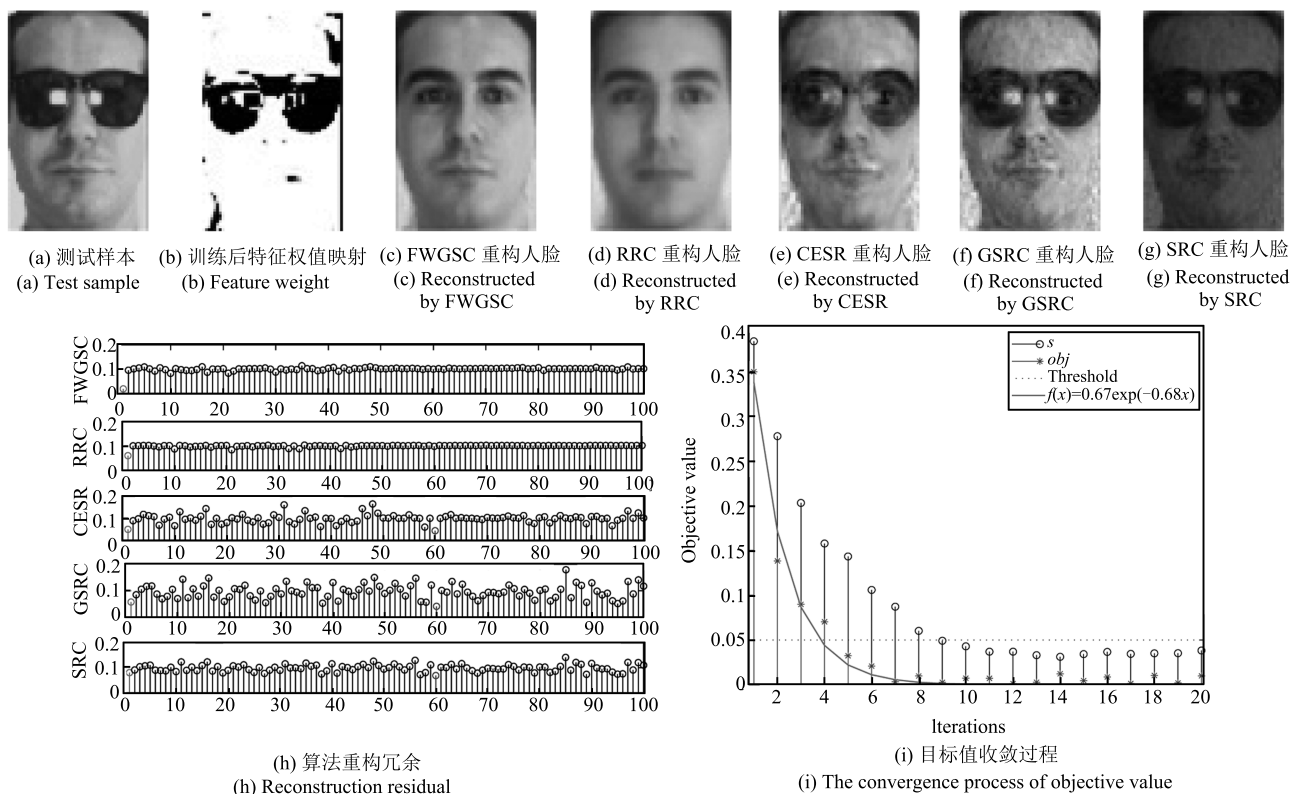 (a) 测试样本
(a) Test sample
(b) 训练后特征权值映射
(b) Feature weight
(c) FWGSC 重构人脸
(c) Reconstructed
by FWGSC
(d) RRC 重构人脸
(d) Reconstructed
by RRC
(e) CESR 重构人脸
(e) Reconstructed
by CESR
(f) GSRC 重构人脸
(f) Reconstructed
by GSRC
(g) SRC 重构人脸
(g) Reconstructed
by SRC
FWGSC
0.2
0.1
0
0 10 20 30 40 50 60 70 80 90 100
RRC
0.2
0.1
0
0 10 20 30 40 50 60 70 80 90 100
CESR
0.2
0.1
0
0 10 20 30 40 50 60 70 80 90 100
GSRC
0.2
0.1
0
0 10 20 30 40 50 60 70 80 90 100
SRC
0.2
0.1
0
0 10 20 30 40 50 60 70 80 90 100
(h) 算法重构冗余
(h) Reconstruction residual
Objective value
0.4
0.35
0.3
0.2
0.2
0.15
0.1
0.05
0
s
obj
Threshold
f(x)=0.67exp(−0.68x)
2 4 6 8 10 12 14 16 18 20
Iterations
(i) 目标值收敛过程
(i) The convergence process of objective value